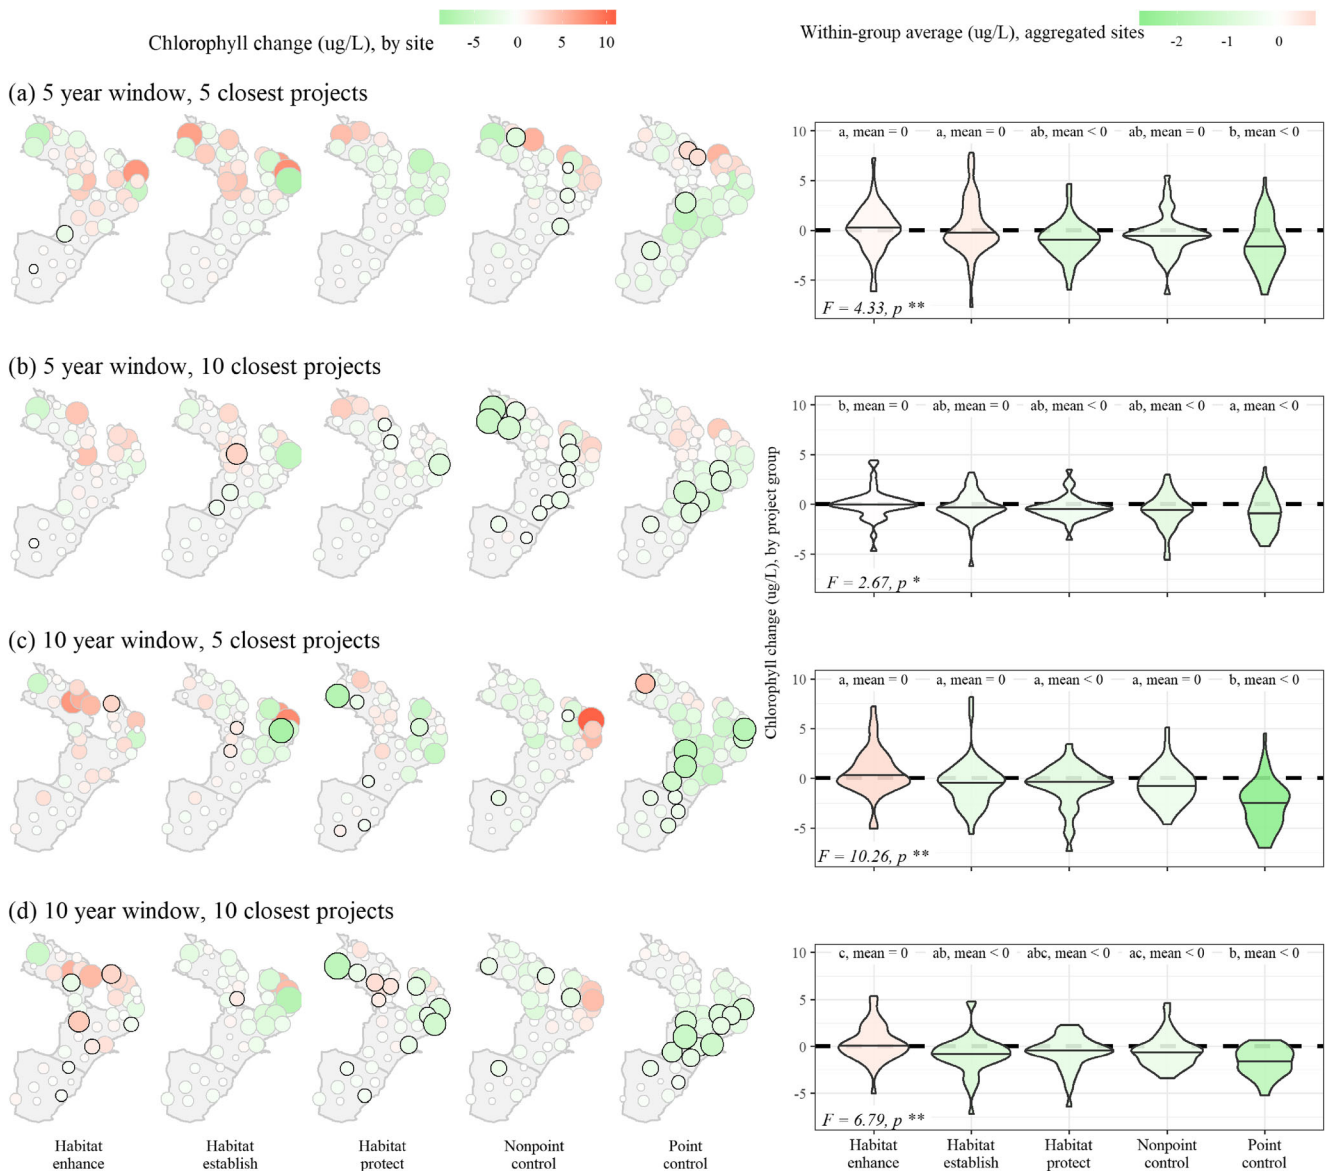 Chlorophyll change (ug/L), by site
-5 0 5 10
Within-group average (ug/L), aggregated sites
-2 -1 0
(a) 5 year window, 5 closest projects
10
5
0
-5
a, mean = 0 a, mean = 0 ab, mean < 0 ab, mean = 0 b, mean < 0
F = 4.33, p **
(b) 5 year window, 10 closest projects
10
5
0
-5
b, mean = 0 ab, mean = 0 ab, mean < 0 ab, mean < 0 a, mean < 0
F = 2.67, p *
(c) 10 year window, 5 closest projects
Chlorophyll change (ug/L), by project group
10
5
0
-5
a, mean = 0 a, mean = 0 a, mean < 0 a, mean = 0 b, mean < 0
F = 10.26, p **
(d) 10 year window, 10 closest projects
10
5
0
-5
c, mean = 0 ab, mean < 0 abc, mean < 0 ac, mean = 0 b, mean < 0
F = 6.79, p **
Habitat
enhance
Habitat
establish
Habitat
protect
Nonpoint
control
Point
control
Habitat
enhance
Habitat
establish
Habitat
protect
Nonpoint
control
Point
control